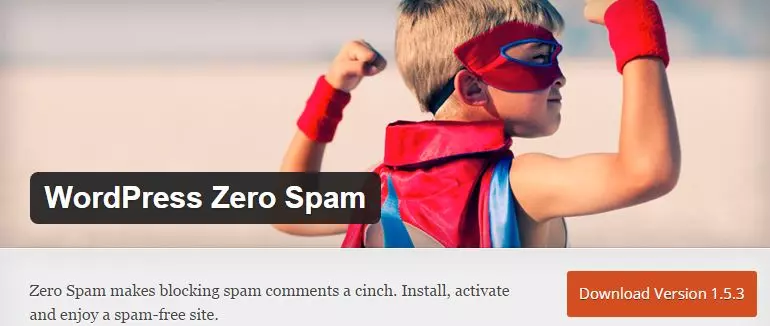 WordPress Zero Spam
Zero Spam makes blocking spam comments a cinch. Install, activate
and enjoy a spam-free site.
Download Version 1.5.3